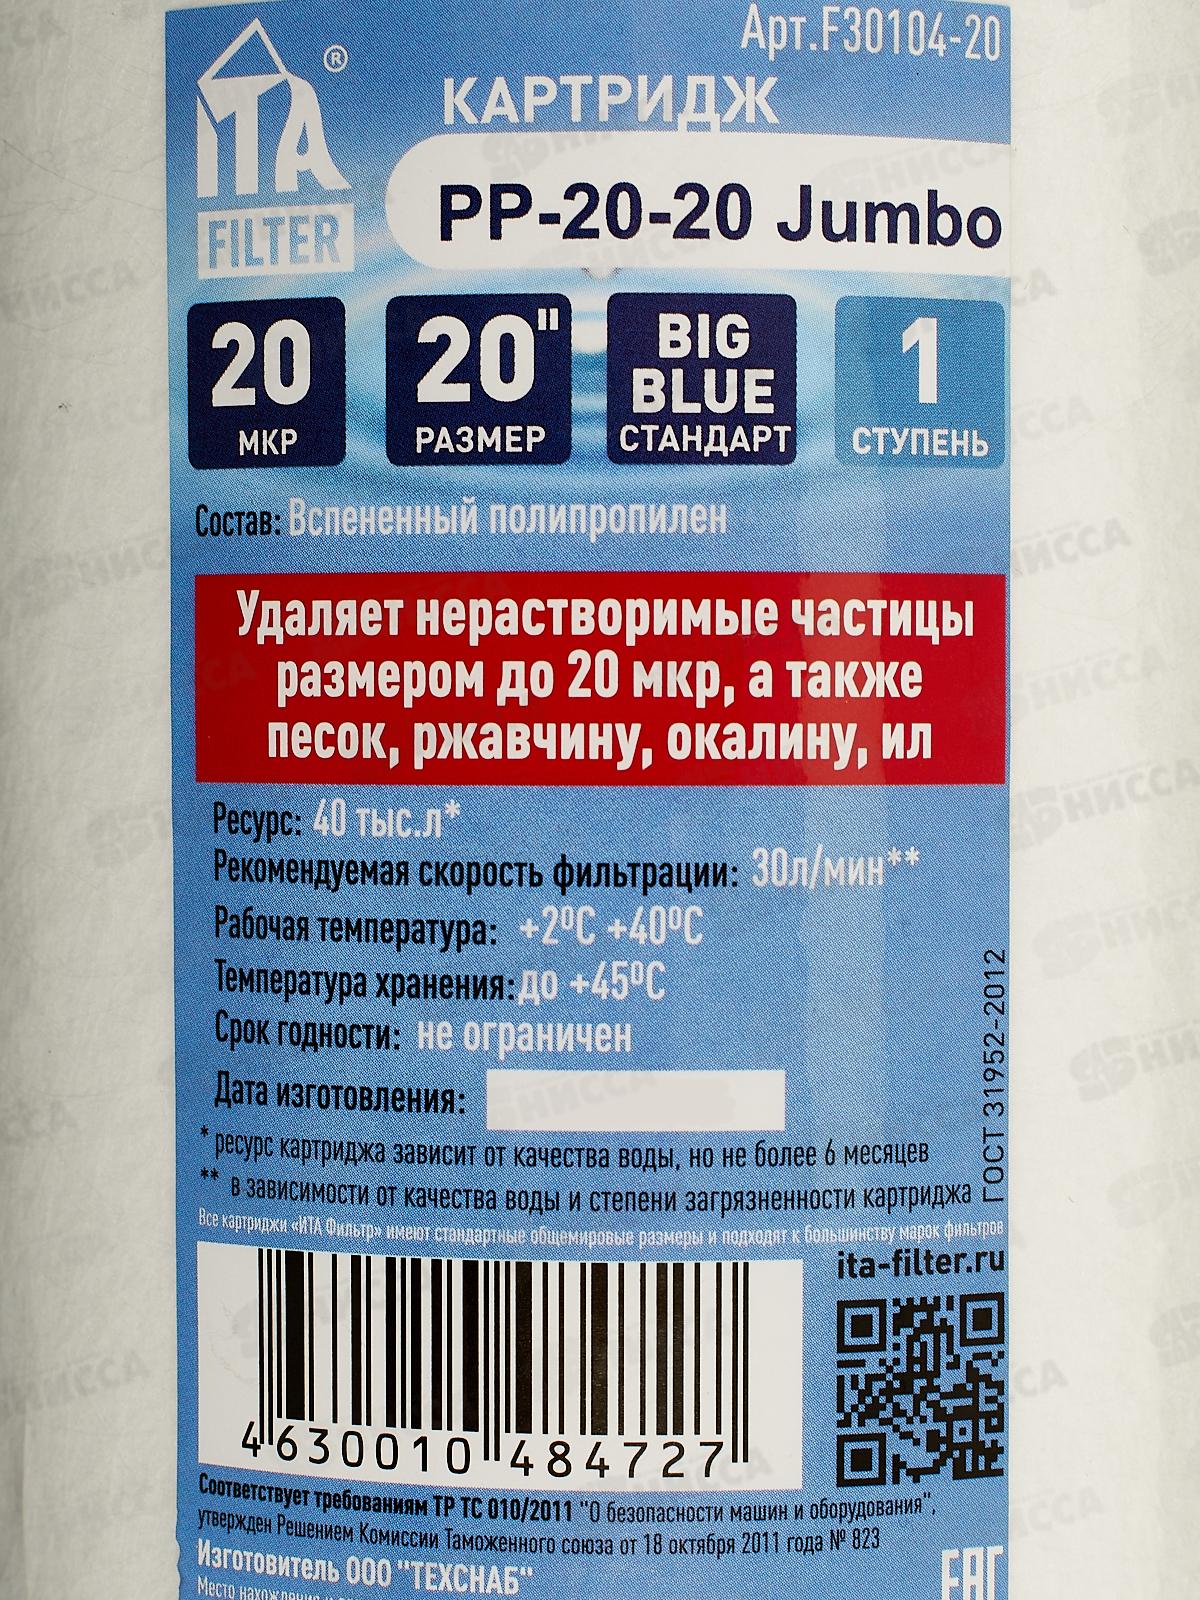 Арт.F30104-20
ITA®
FILTER
КАРТРИДЖ
PP-20-20 Jumbo
20
МКР
20"
РАЗМЕР
BIG
BLUE
СТАНДАРТ
1
СТУПЕНЬ
Состав: Вспененный полипропилен
Удаляет нерастворимые частицы
размером до 20 мкр, а также
песок, ржавчину, окалину, ил
Ресурс: 40 тыс.л*
Рекомендуемая скорость фильтрации: 30л/мин**
Рабочая температура: +2ºC +40ºC
Температура хранения: до +45ºC
Срок годности: не ограничен
Дата изготовления:
* ресурс картриджа зависит от качества воды, но не более 6 месяцев
** в зависимости от качества воды и степени загрязненности картриджа
ГОСТ 31952-2012
Все картриджи «ИТА Фильтр» имеют стандартные общемировые размеры и подходят к большинству марок фильтров
ita-filter.ru
4 630010 484727
Соответствует требованиям ТР ТС 010/2011 "О безопасности машин и оборудования",
утвержден Решением Комиссии Таможенного союза от 18 октября 2011 года № 823
Изготовитель ООО "ТЕХСНАБ"
Место
EAC
НИССА